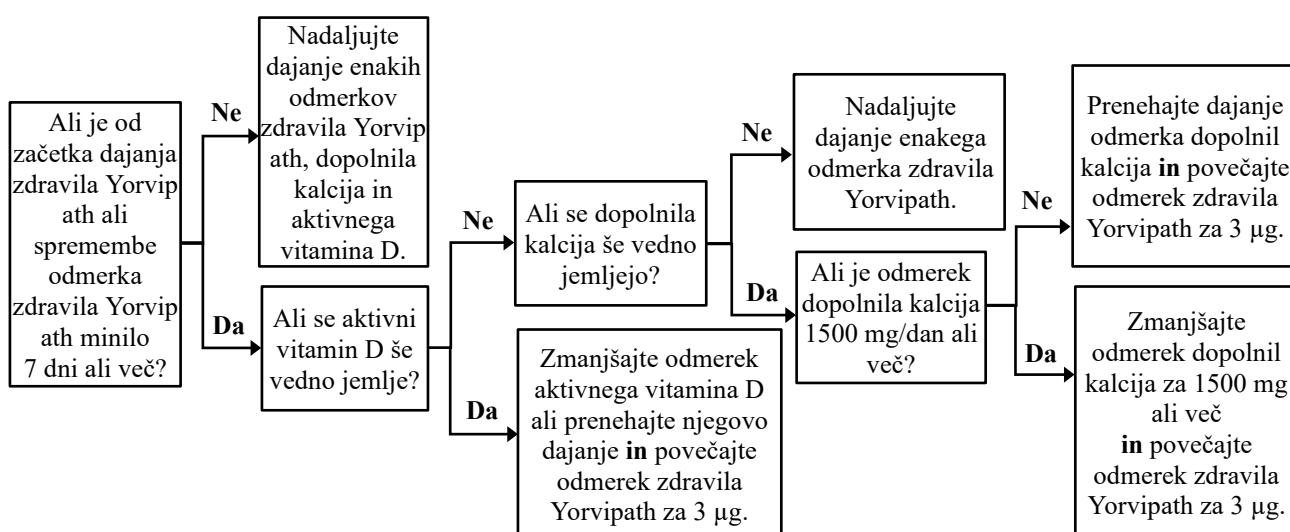 Ali je od
začetka dajanja
zdravila Yorvip
ath ali
spremembe
odmerka
zdravila Yorvip
ath minilo
7 dni ali več?
Ne
Nadaljujte
dajanje enakih
odmerkov
zdravila Yorvip
ath, dopolnila
kalcija in
aktivnega
vitamina D.
Da
Ali se aktivni
vitamin D še
vedno jemlje?
Ne
Ali se dopolnila
kalcija še vedno
jemljejo?
Da
Zmanjšajte odmerek
aktivnega vitamina D
ali prenehajte njegovo
dajanje in povečajte
odmerek zdravila
Yorvipath za 3 µg.
Ne
Nadaljujte
dajanje enakega
odmerka zdravila
Yorvipath.
Da
Ali je odmerek
dopolnila kalcija
1500 mg/dan ali
več?
Ne
Prenehajte dajanje
odmerka dopolnil
kalcija in povečajte
odmerek zdravila
Yorvipath za 3 µg.
Da
Zmanjšajte
odmerek dopolnil
kalcija za 1500 mg
ali več
in povečajte
odmerek zdravila
Yorvipath za 3 µg.